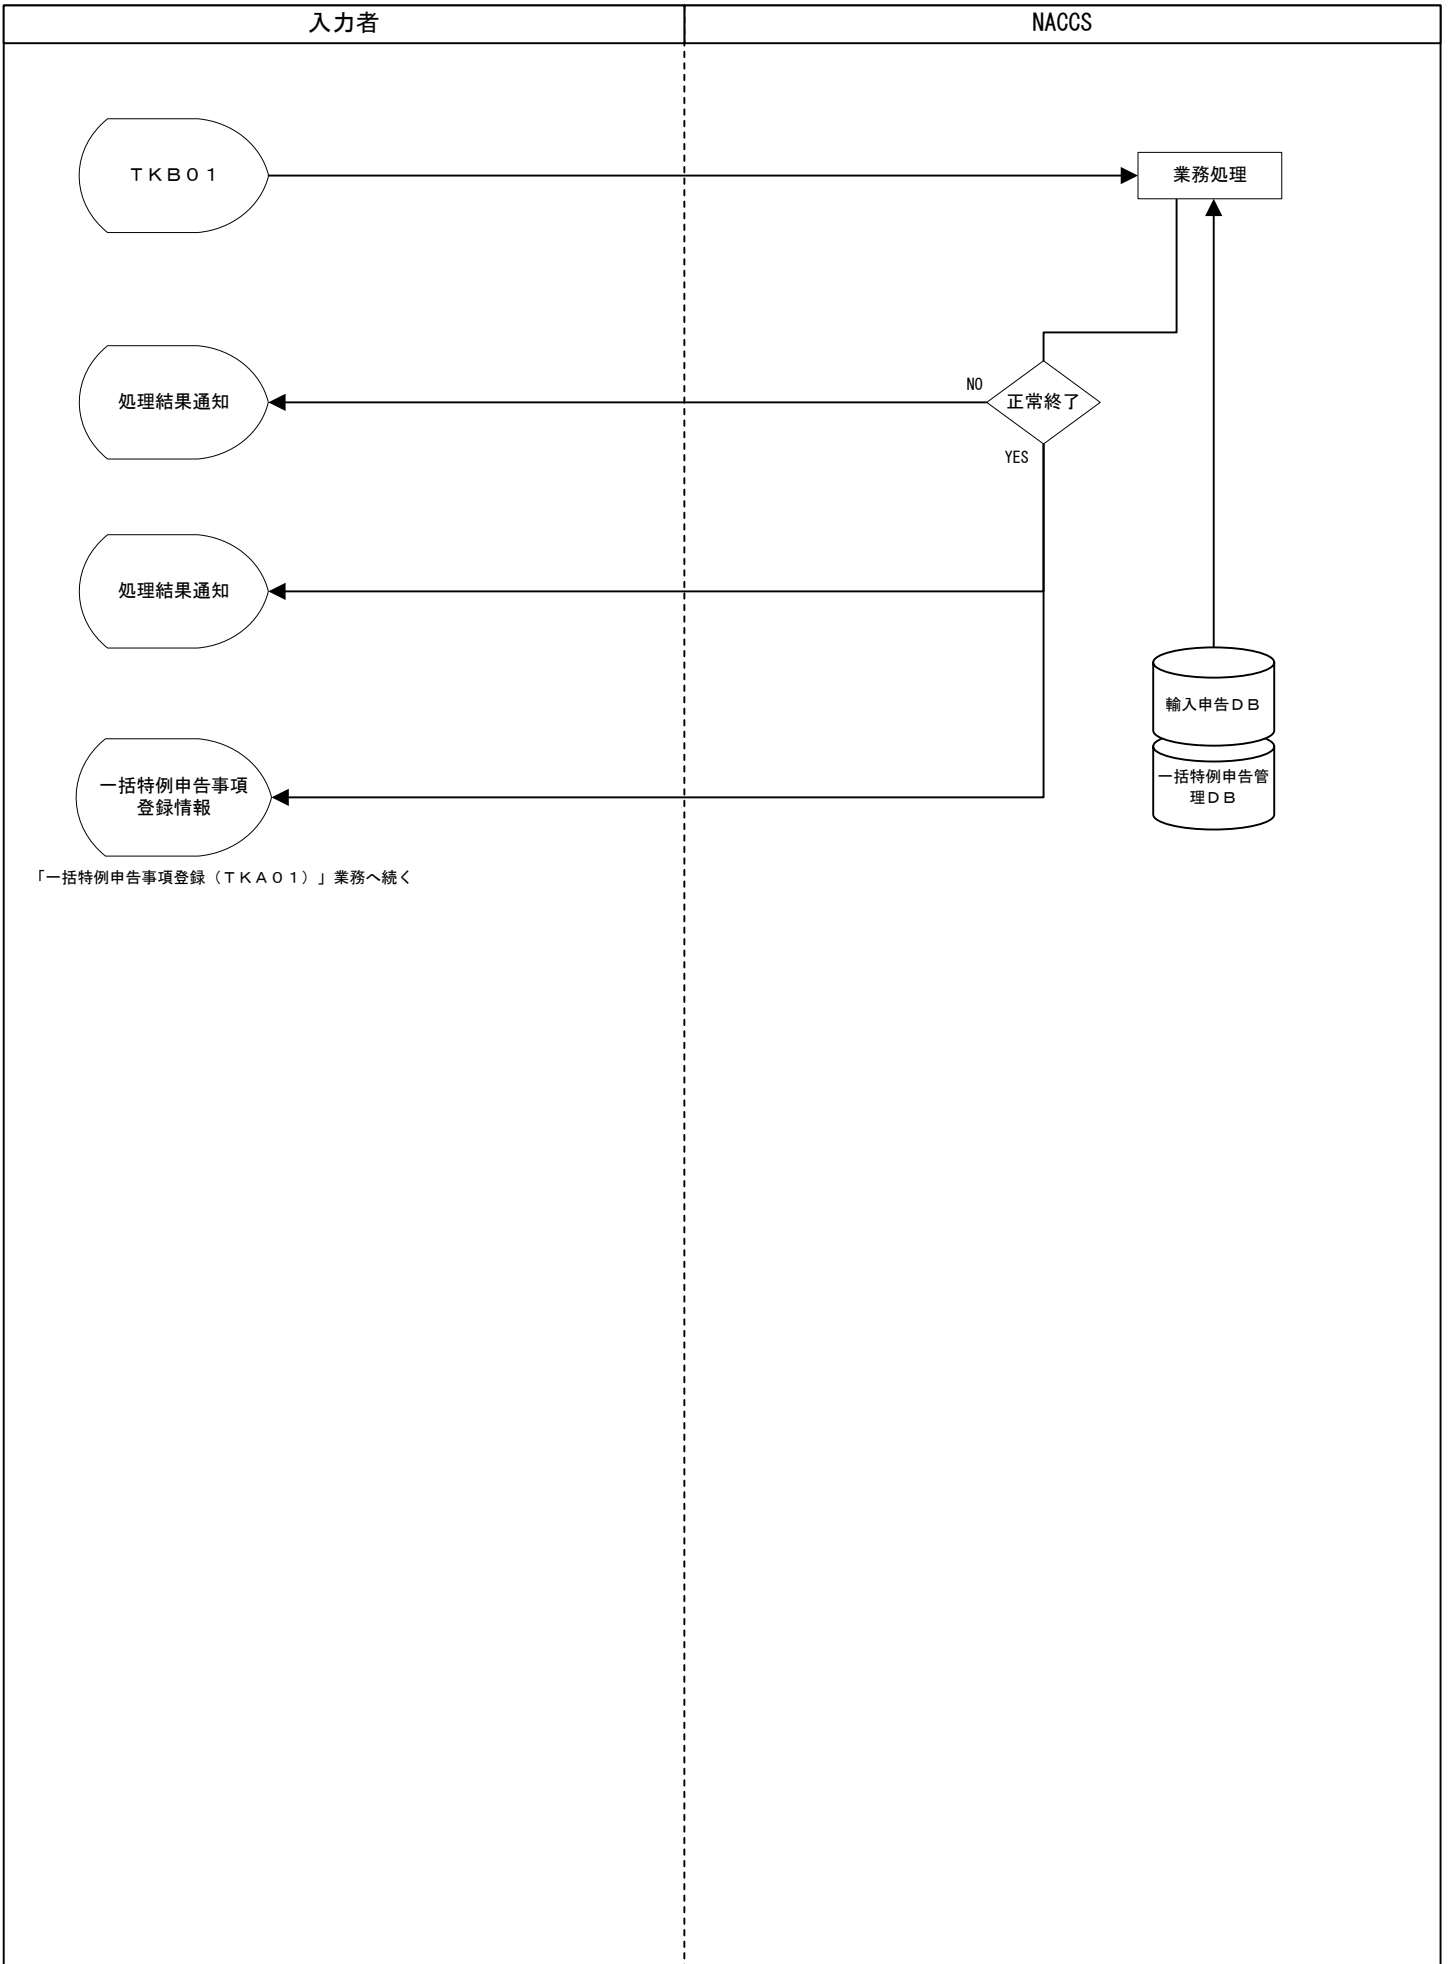 入力者
NACCS
ＴＫＢ０１
業務処理
処理結果通知
NO
正常終了
YES
処理結果通知
輸入申告ＤＢ
一括特例申告管
理ＤＢ
一括特例申告事項
登録情報
「一括特例申告事項登録（ＴＫＡ０１）」業務へ続く